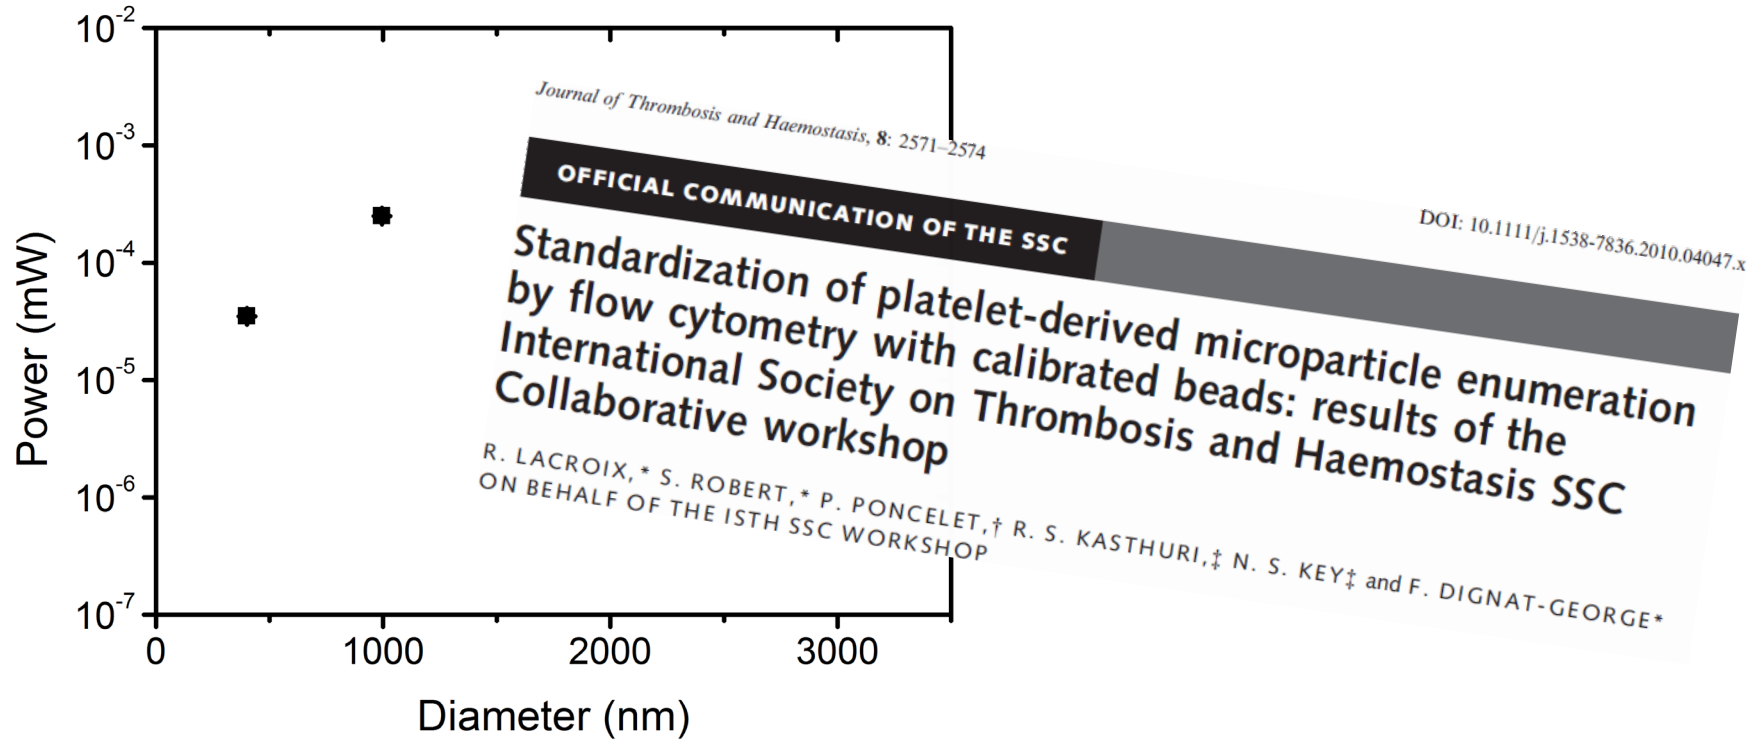 10-2
10-3
10-4
10-5
10-6
10-7
Power (mW)
0 1000 2000 3000
Diameter (nm)
Journal of Thrombosis and Haemostasis, 8: 2571–2574
DOI: 10.1111/j.1538-7836.2010.04047.x
OFFICIAL COMMUNICATION OF THE SSC
Standardization of platelet-derived microparticle enumeration
by flow cytometry with calibrated beads: results of the
International Society on Thrombosis and Haemostasis SSC
Collaborative workshop
R. LACROIX,* S. ROBERT,* P. PONCELET,† R. S. KASTHURI,‡ N. S. KEY‡ and F. DIGNAT-GEORGE*
ON BEHALF OF THE ISTH SSC WORKSHOP